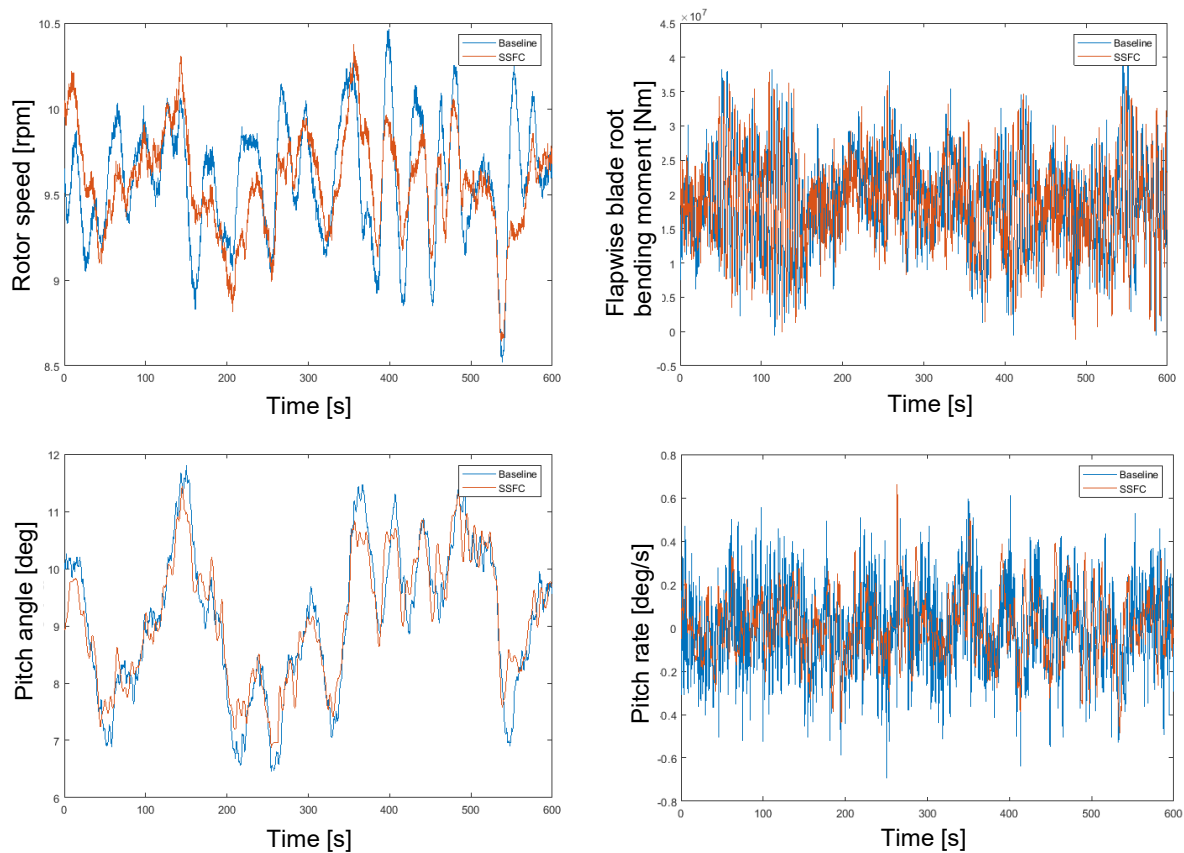 10.5
10
9.5
9
8.5
Rotor speed [rpm]
Baseline
SSFC
0 100 200 300 400 500 600
Time [s]
×10⁷
4.5
4
3.5
3
2.5
2
1.5
1
0.5
0
-0.5
Flapwise blade root
bending moment [Nm]
Baseline
SSFC
0 100 200 300 400 500 600
Time [s]
12
11
10
9
8
7
6
Pitch angle [deg]
Baseline
SSFC
0 100 200 300 400 500 600
Time [s]
0.8
0.6
0.4
0.2
0
0.2
0.4
-0.6
-0.8
Pitch rate [deg/s]
Baseline
SSFC
0 100 200 300 400 500 600
Time [s]